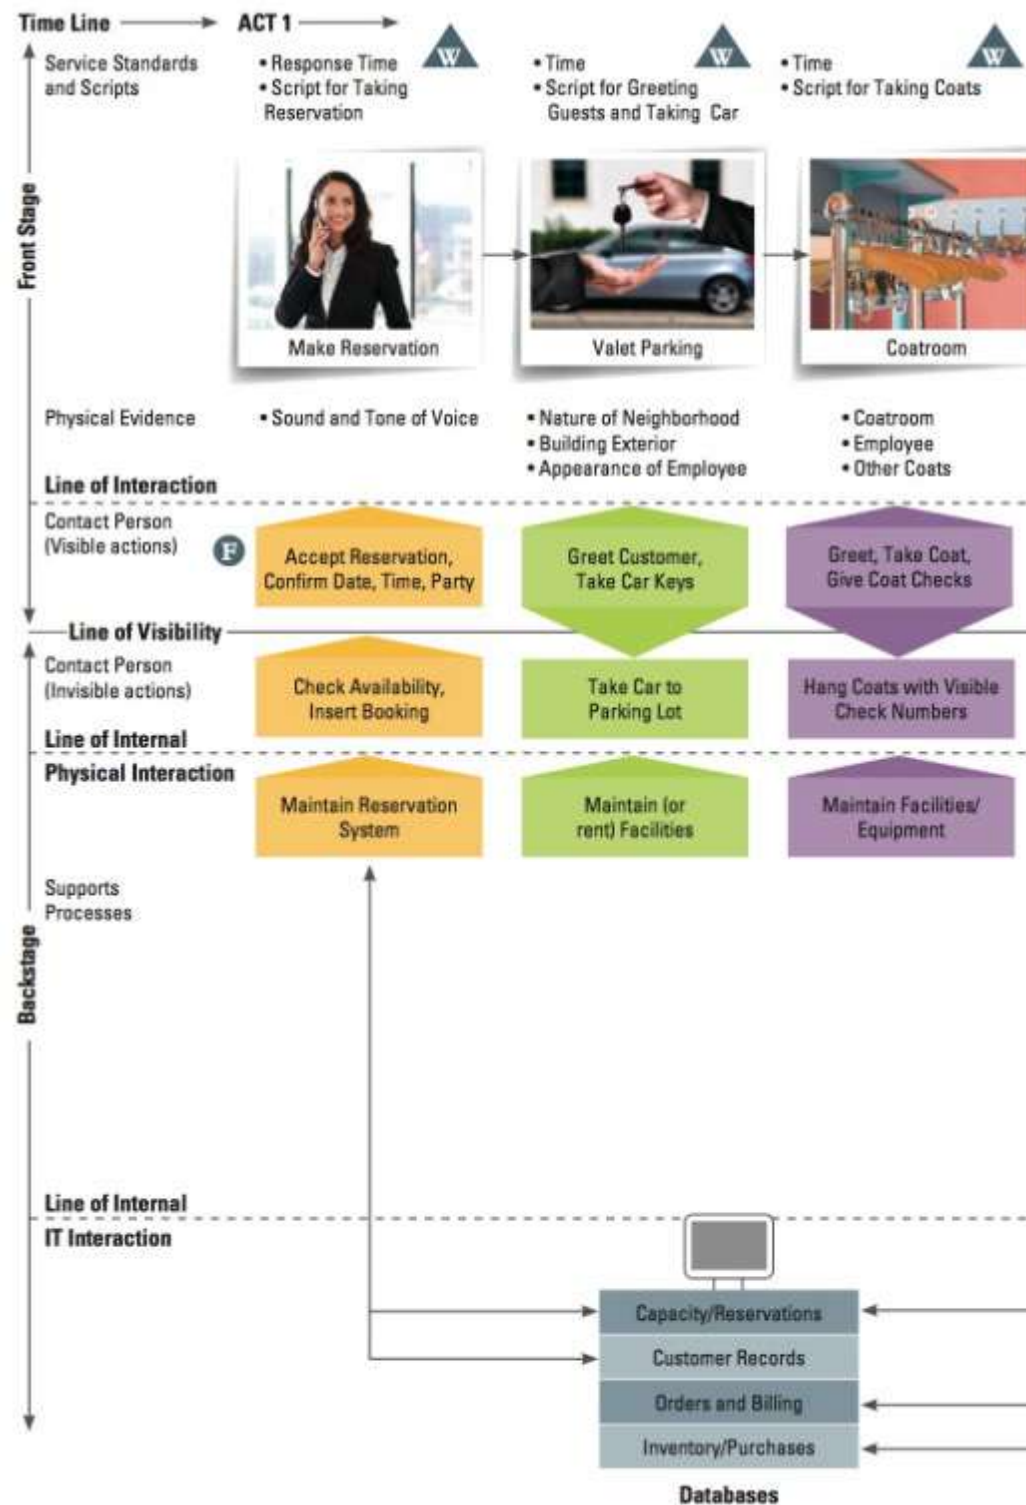 Time Line
ACT 1
Service Standards
and Scripts
• Response Time
• Script for Taking
Reservation
W
• Time
• Script for Greeting
Guests and Taking Car
W
• Time
• Script for Taking Coats
W
Front Stage
Make Reservation
Valet Parking
Coatroom
Physical Evidence
• Sound and Tone of Voice
• Nature of Neighborhood
• Building Exterior
• Appearance of Employee
• Coatroom
• Employee
• Other Coats
Line of Interaction
Contact Person
(Visible actions)
F
Accept Reservation,
Confirm Date, Time, Party
Greet Customer,
Take Car Keys
Greet, Take Coat,
Give Coat Checks
Line of Visibility
Contact Person
(Invisible actions)
Check Availability,
Insert Booking
Take Car to
Parking Lot
Hang Coats with Visible
Check Numbers
Line of Internal
Physical Interaction
Maintain Reservation
System
Maintain (or
rent) Facilities
Maintain Facilities/
Equipment
Supports
Processes
Backstage
Line of Internal
IT Interaction
Capacity/Reservations
Customer Records
Orders and Billing
Inventory/Purchases
Databases